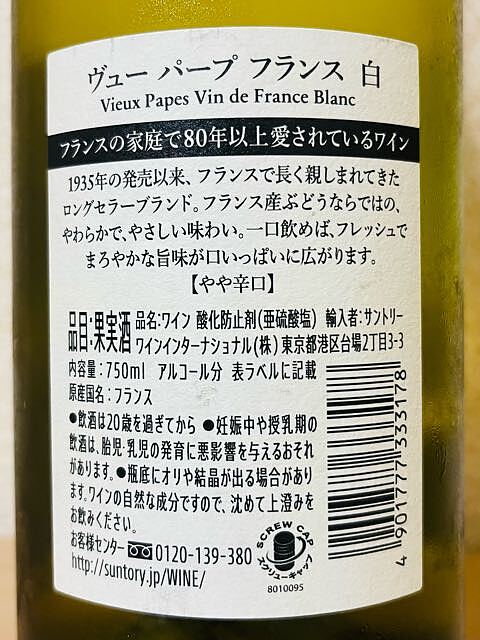 ヴュー パープ フランス 白
Vieux Papes Vin de France Blanc
フランスの家庭で80年以上愛されているワイン
1935年の発売以来、フランスで長く親しまれてきた
ロングセラーブランド。フランス産ぶどうならではの、
やわらかで、やさしい味わい。一口飲めば、フレッシュで
まろやかな旨味が口いっぱいに広がります。
【やや辛口】
品目:果実酒 品名:ワイン 酸化防止剤(亜硫酸塩) 輸入者:サントリー
ワインインターナショナル(株) 東京都港区台場2丁目3-3
内容量:750ml アルコール分 表ラベルに記載
原産国名:フランス
●飲酒は20歳を過ぎてから ●妊娠中や授乳期の
飲酒は、胎児・乳児の発育に悪影響を与えるおそれ
があります。●瓶底にオリや結晶が出る場合があり
ます。ワインの自然な成分ですので、沈めて上澄みを
お飲みください。
お客様センター 0120-139-380
http://suntory.jp/WINE/
SCREW CAP
スクリューキャップ
8010095
4 901777 333178